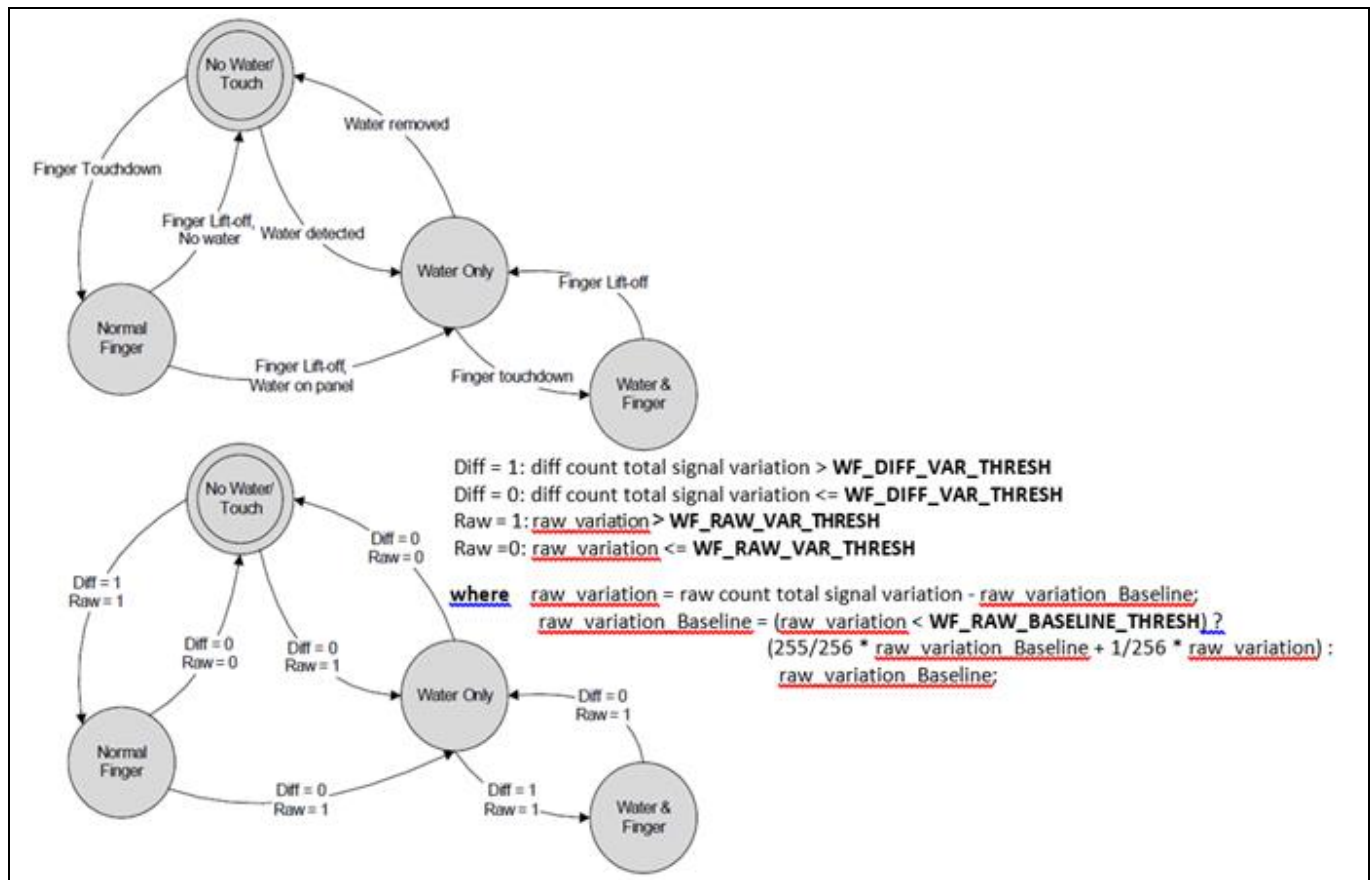 No Water/
Touch
Water removed
Finger Touchdown
Finger Lift-off,
No water
Water detected
Water Only
Finger Lift-off
Normal
Finger
Finger Lift-off,
Water on panel
Finger touchdown
Water &
Finger
Diff = 1: diff count total signal variation > WF_DIFF_VAR_THRESH
Diff = 0: diff count total signal variation <= WF_DIFF_VAR_THRESH
Raw = 1: raw_variation > WF_RAW_VAR_THRESH
Raw =0: raw_variation <= WF_RAW_VAR_THRESH
where raw_variation = raw count total signal variation - raw_variation_Baseline;
raw_variation_Baseline = (raw_variation < WF_RAW_BASELINE_THRESH) ?
(255/256 * raw_variation_Baseline + 1/256 * raw_variation) :
raw_variation_Baseline;
No Water/
Touch
Diff = 0
Raw = 0
Diff = 1
Raw = 1
Diff = 0
Raw = 0
Diff = 0
Raw = 1
Water Only
Diff = 0
Raw = 1
Normal
Finger
Diff = 0
Raw = 1
Diff = 1
Raw = 1
Water &
Finger